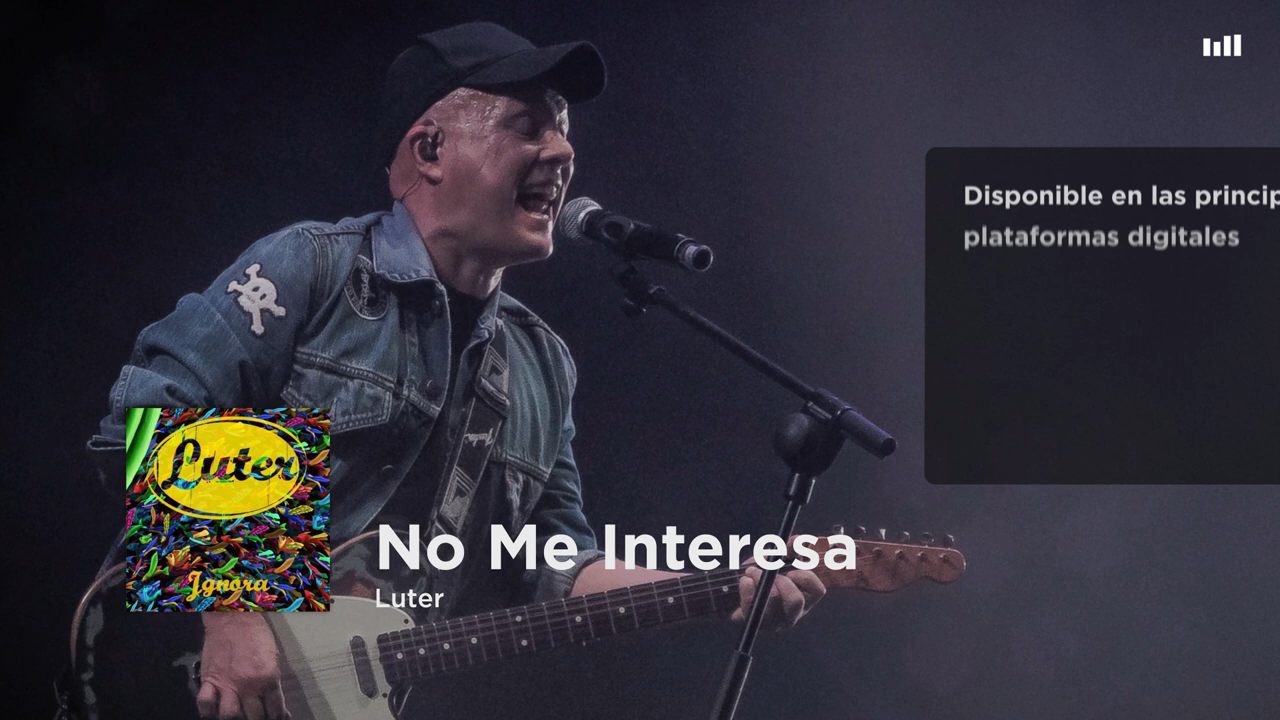 Disponible en las princip
plataformas digitales
Luter
Ignora
No Me Interesa
Luter